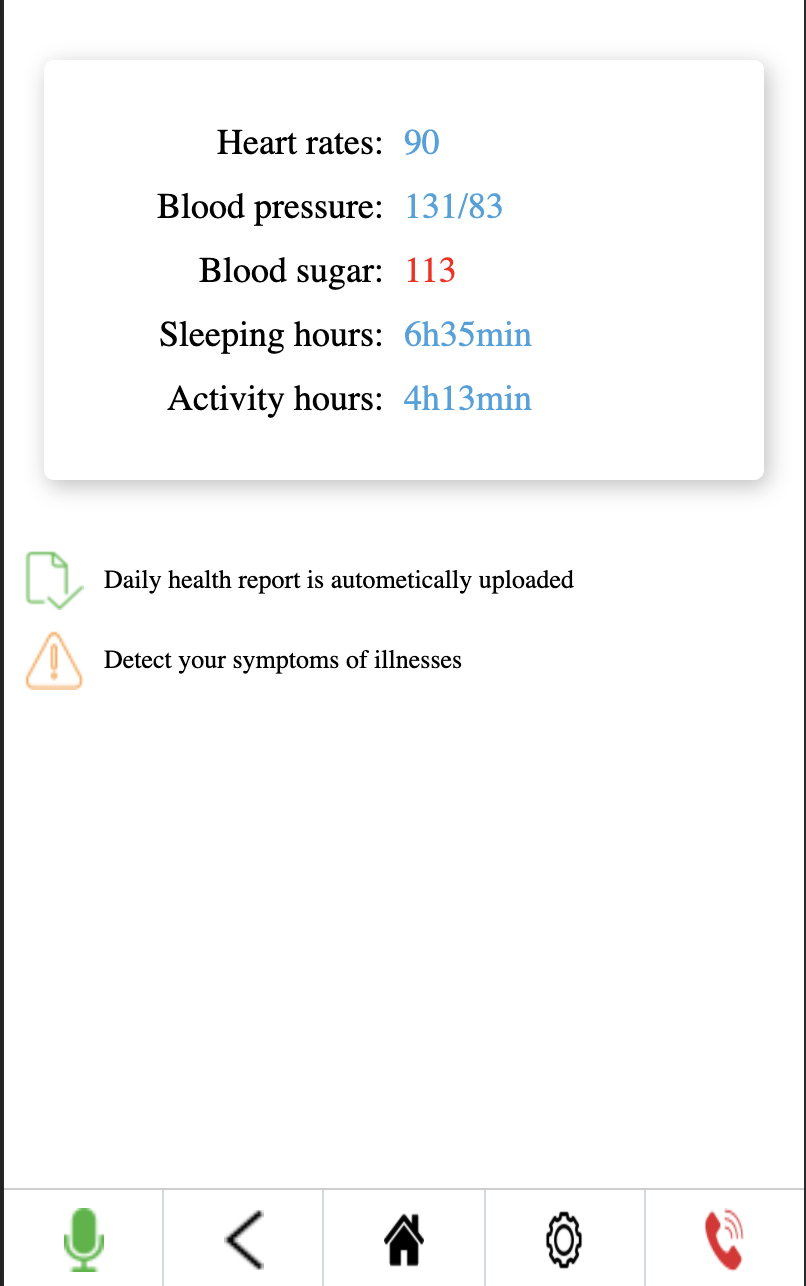 Heart rates: 90
Blood pressure: 131/83
Blood sugar: 113
Sleeping hours: 6h35min
Activity hours: 4h13min
Daily health report is autometically uploaded
Detect your symptoms of illnesses